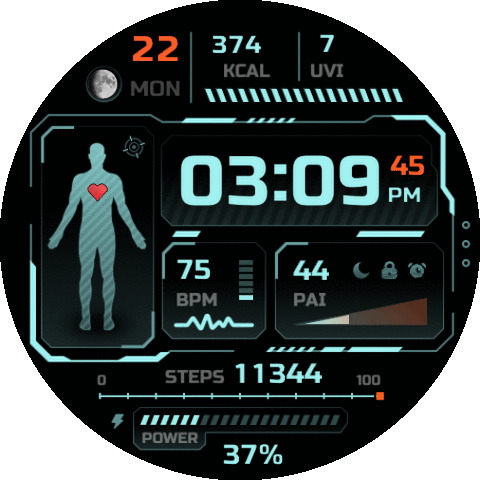 22 374 7
MON KCAL UVI
03:09 45
PM
75 44
BPM PAI
0 STEPS 11344 100
POWER
37%